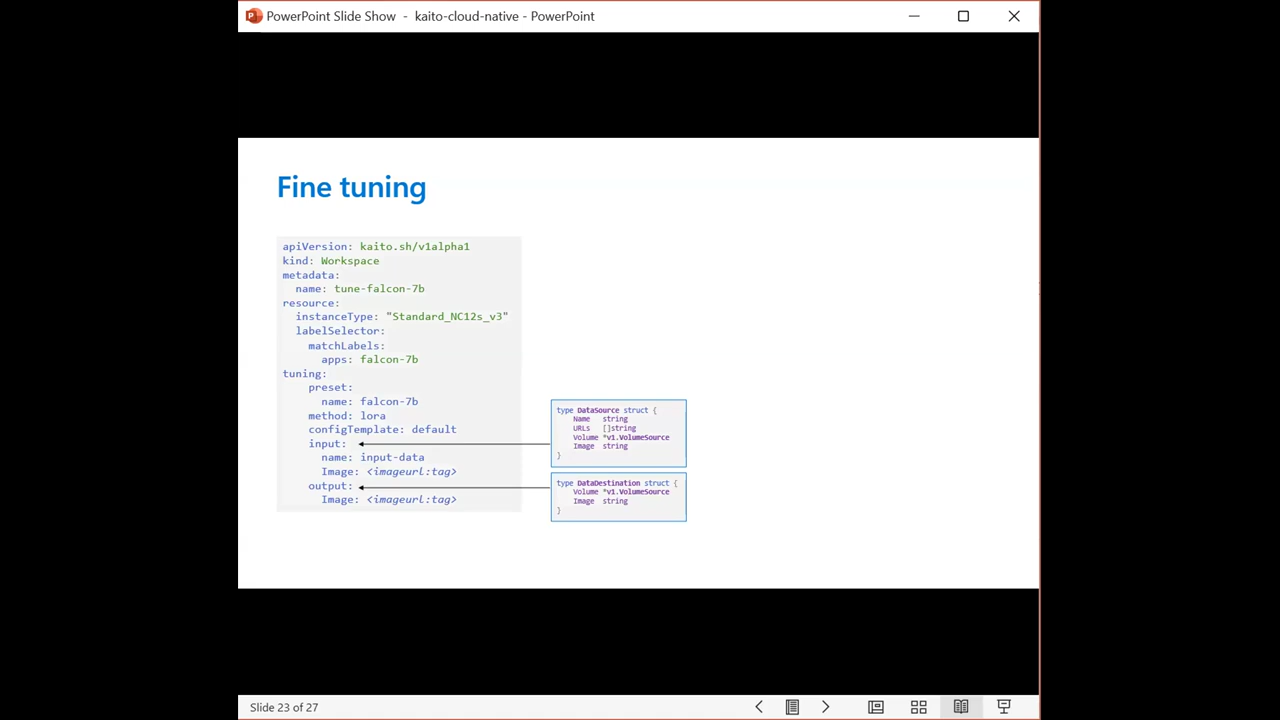 PowerPoint Slide Show - kaito-cloud-native - PowerPoint
Fine tuning
apiVersion: kaito.sh/v1alpha1
kind: Workspace
metadata:
name: tune-falcon-7b
resource:
instanceType: "Standard_NC12s_v3"
labelSelector:
matchLabels:
apps: falcon-7b
tuning:
preset:
name: falcon-7b
method: lora
configTemplate: default
input:
name: input-data
Image: <imageurl:tag>
output:
Image: <imageurl:tag>
type DataSource struct {
Name string
URLs []string
Volume *v1.VolumeSource
Image string
}
type DataDestination struct {
Volume *v1.VolumeSource
Image string
}
Slide 23 of 27